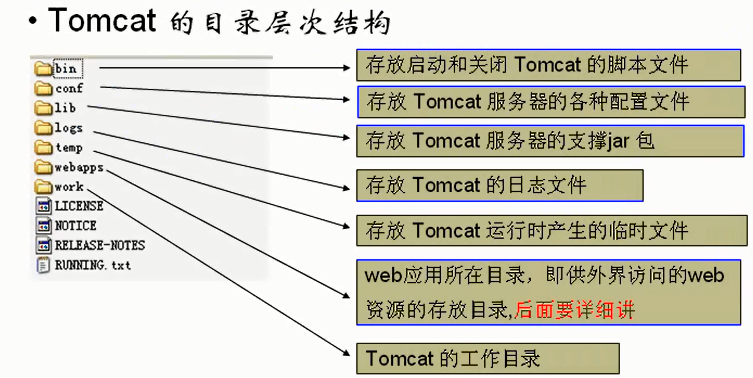 • Tomcat 的目录层次结构
bin
conf
lib
logs
temp
webapps
work
LICENSE
NOTICE
RELEASE-NOTES
RUNNING.txt
存放启动和关闭 Tomcat 的脚本文件
存放 Tomcat 服务器的各种配置文件
存放 Tomcat 服务器的支撑jar 包
存放 Tomcat 的日志文件
存放 Tomcat 运行时产生的临时文件
web应用所在目录，即供外界访问的web
资源的存放目录,后面要详细讲
Tomcat 的工作目录